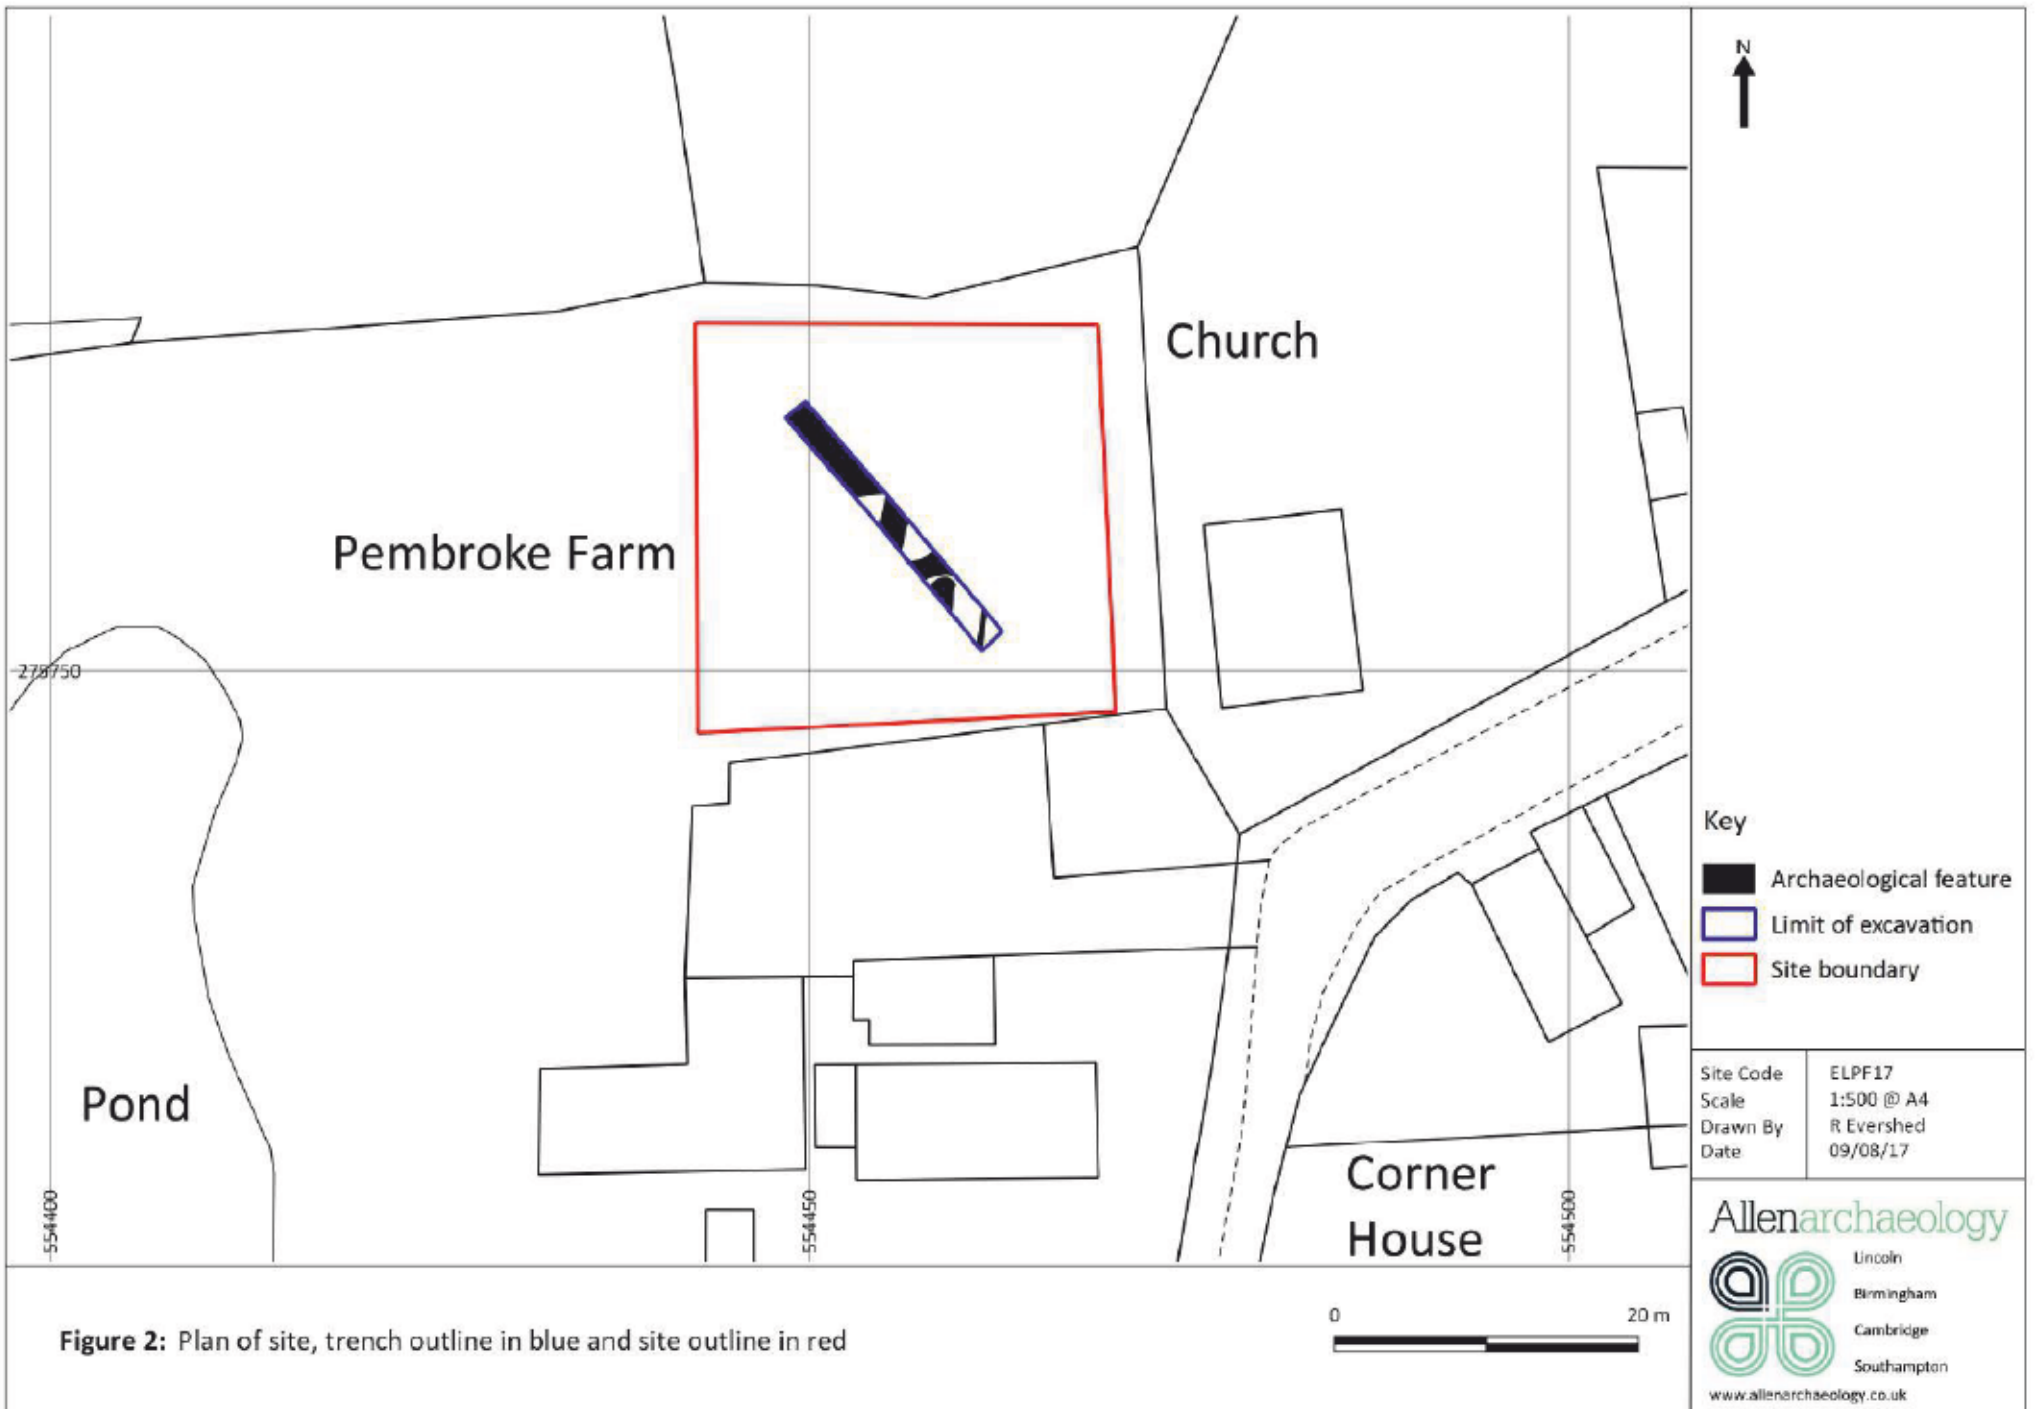 N
Church
Pembroke Farm
275750
Pond
Corner
House
554400
554450
554500
Key
Archaeological feature
Limit of excavation
Site boundary
Site Code ELPF17
Scale 1:500 @ A4
Drawn By R Evershed
Date 09/08/17
Allenarchaeology
Lincoln
Birmingham
Cambridge
Southampton
www.allenarchaeology.co.uk
0 20 m
Figure 2: Plan of site, trench outline in blue and site outline in red